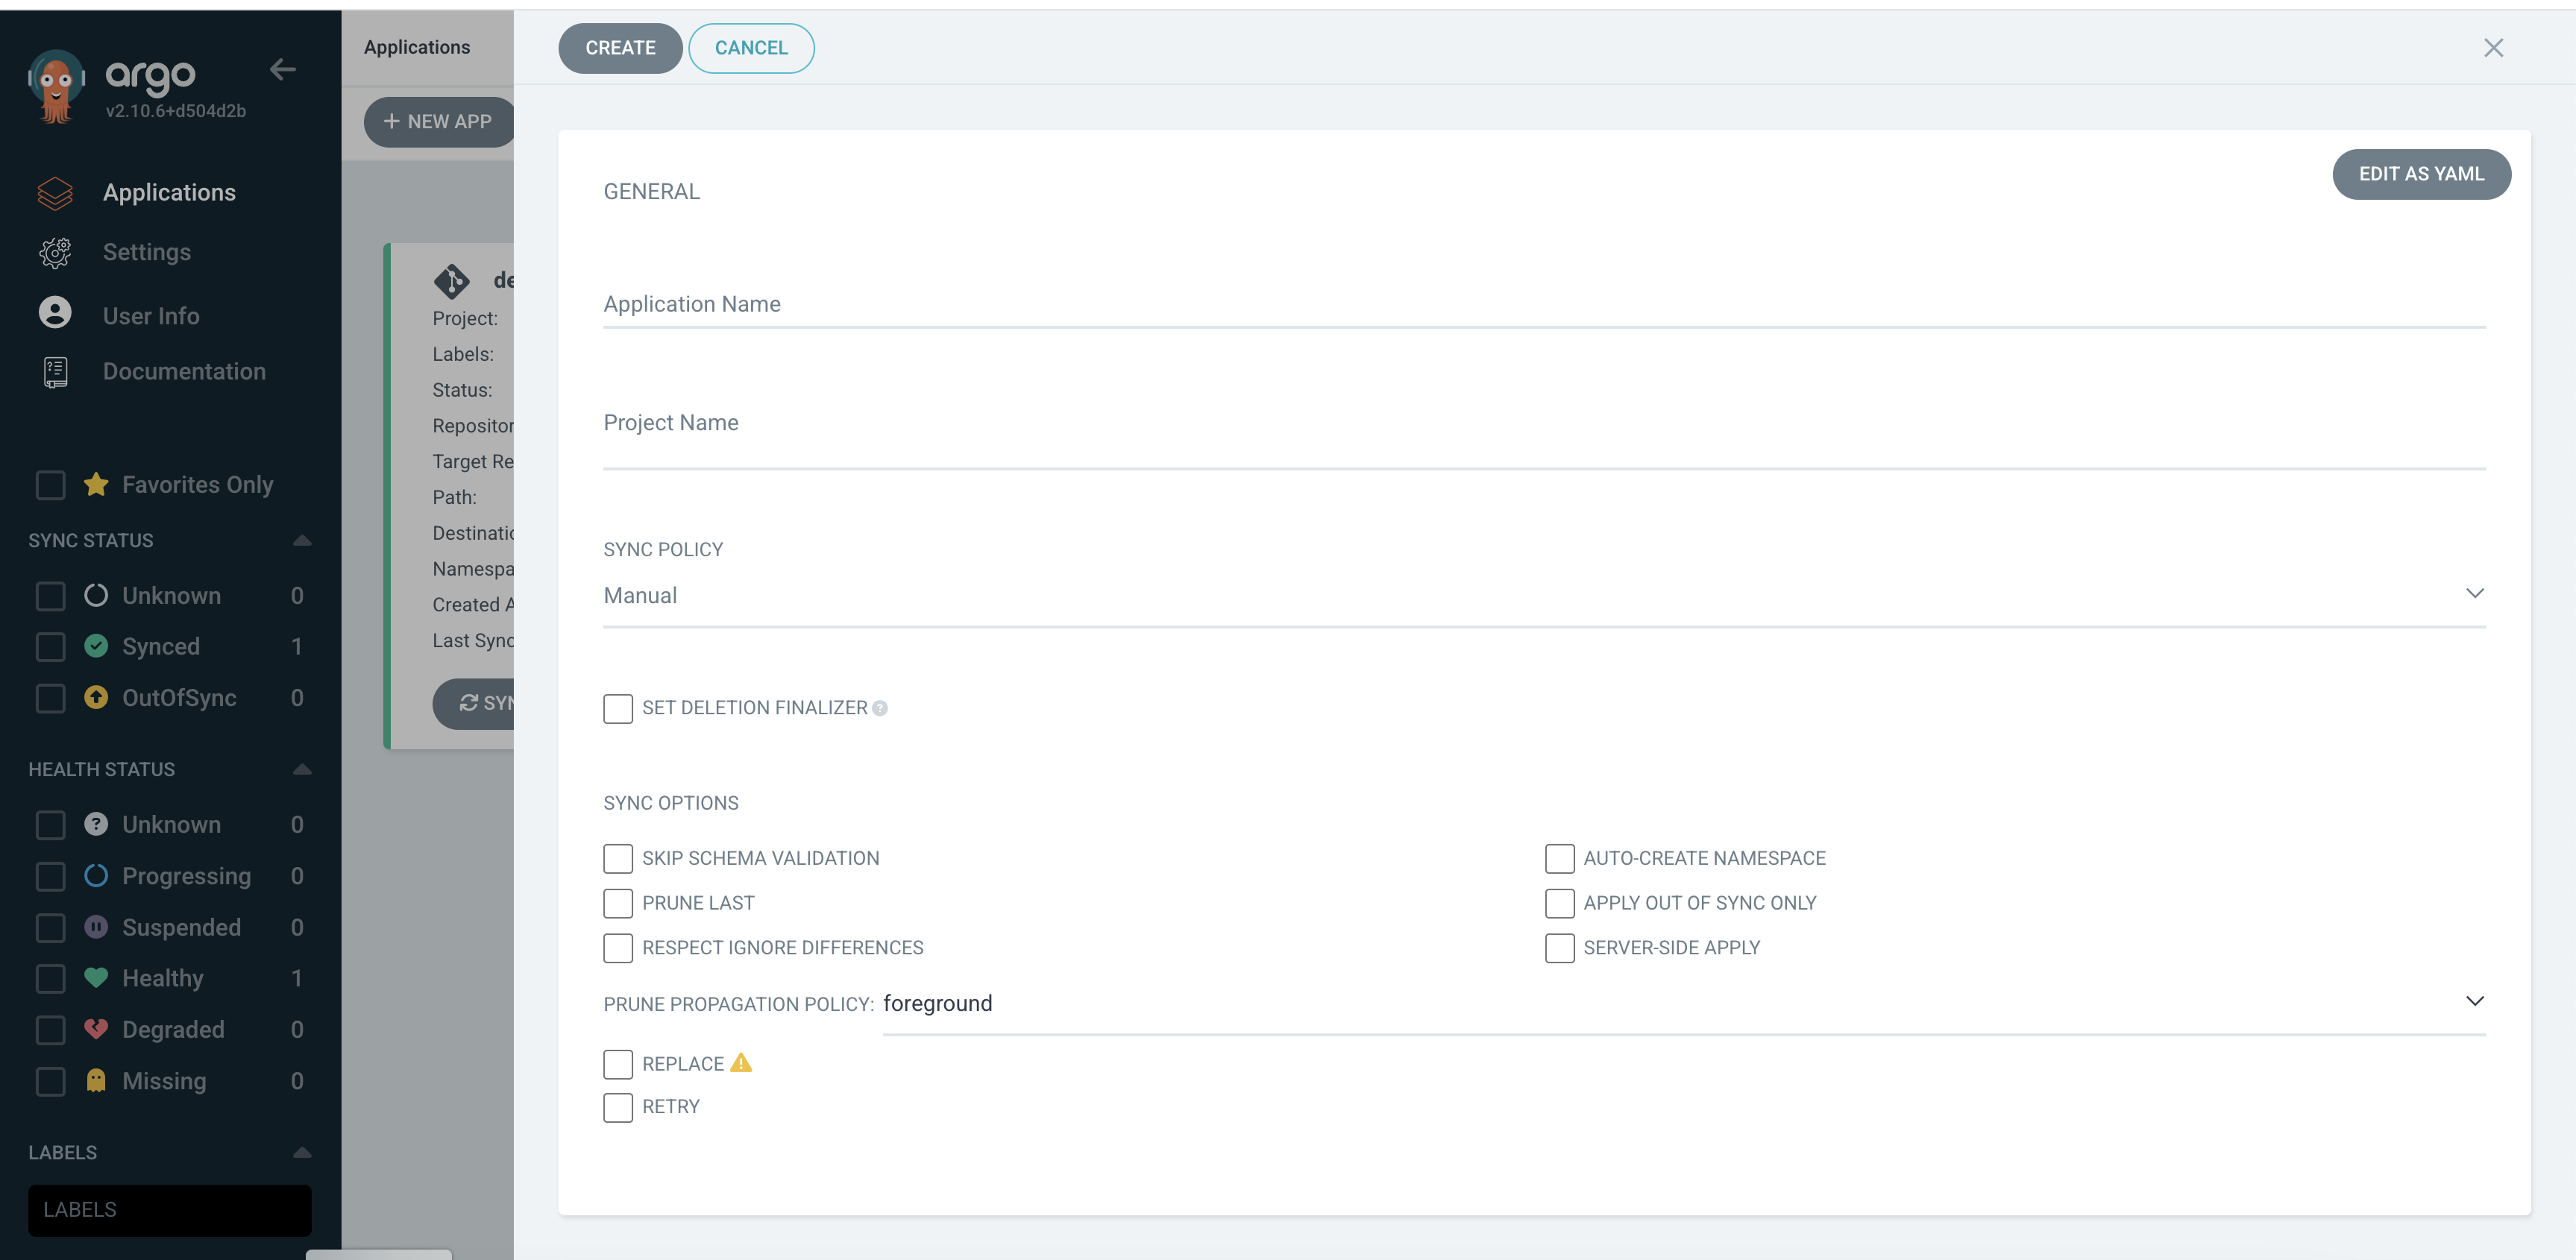 argo
v2.10.6+d504d2b
Applications
Settings
User Info
Documentation
Favorites Only
SYNC STATUS
Unknown 0
Synced 1
OutOfSync 0
HEALTH STATUS
Unknown 0
Progressing 0
Suspended 0
Healthy 1
Degraded 0
Missing 0
LABELS
LABELS
Applications
+ NEW APP
de
Project:
Labels:
Status:
Repositor
Target Re
Path:
Destinatio
Namespa
Created A
Last Sync
SYN
CREATE CANCEL
EDIT AS YAML
GENERAL
Application Name
Project Name
SYNC POLICY
Manual
SET DELETION FINALIZER ?
SYNC OPTIONS
SKIP SCHEMA VALIDATION AUTO-CREATE NAMESPACE
PRUNE LAST APPLY OUT OF SYNC ONLY
RESPECT IGNORE DIFFERENCES SERVER-SIDE APPLY
PRUNE PROPAGATION POLICY: foreground
REPLACE
RETRY